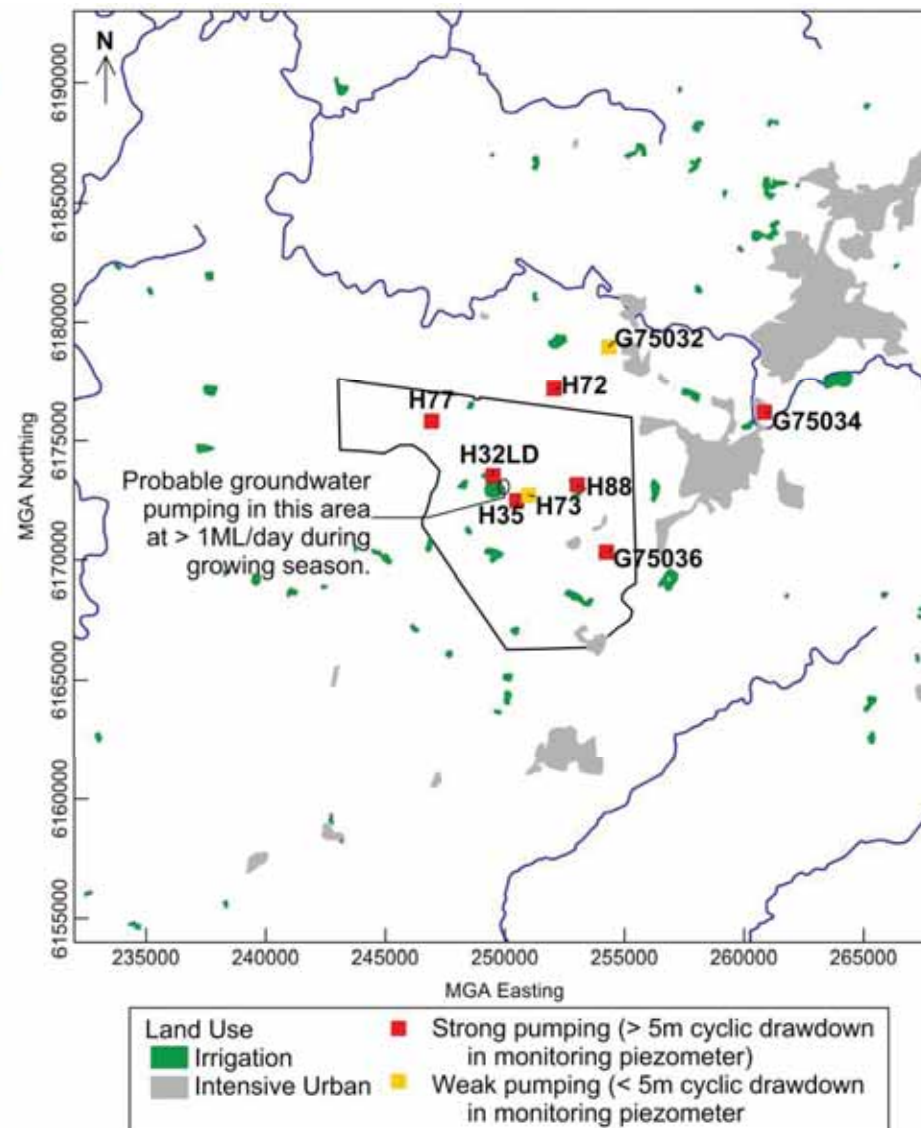 N
6190000
6185000
6180000
6175000
6170000
6165000
6160000
6155000
MGA Northing
G75032
H72
H77
G75034
H32LD
H88
H35
H73
G75036
Probable groundwater
pumping in this area
at > 1ML/day during
growing season.
235000
240000
245000
250000
255000
260000
265000
MGA Easting
Land Use
Irrigation
Intensive Urban
Strong pumping (> 5m cyclic drawdown
in monitoring piezometer)
Weak pumping (< 5m cyclic drawdown
in monitoring piezometer